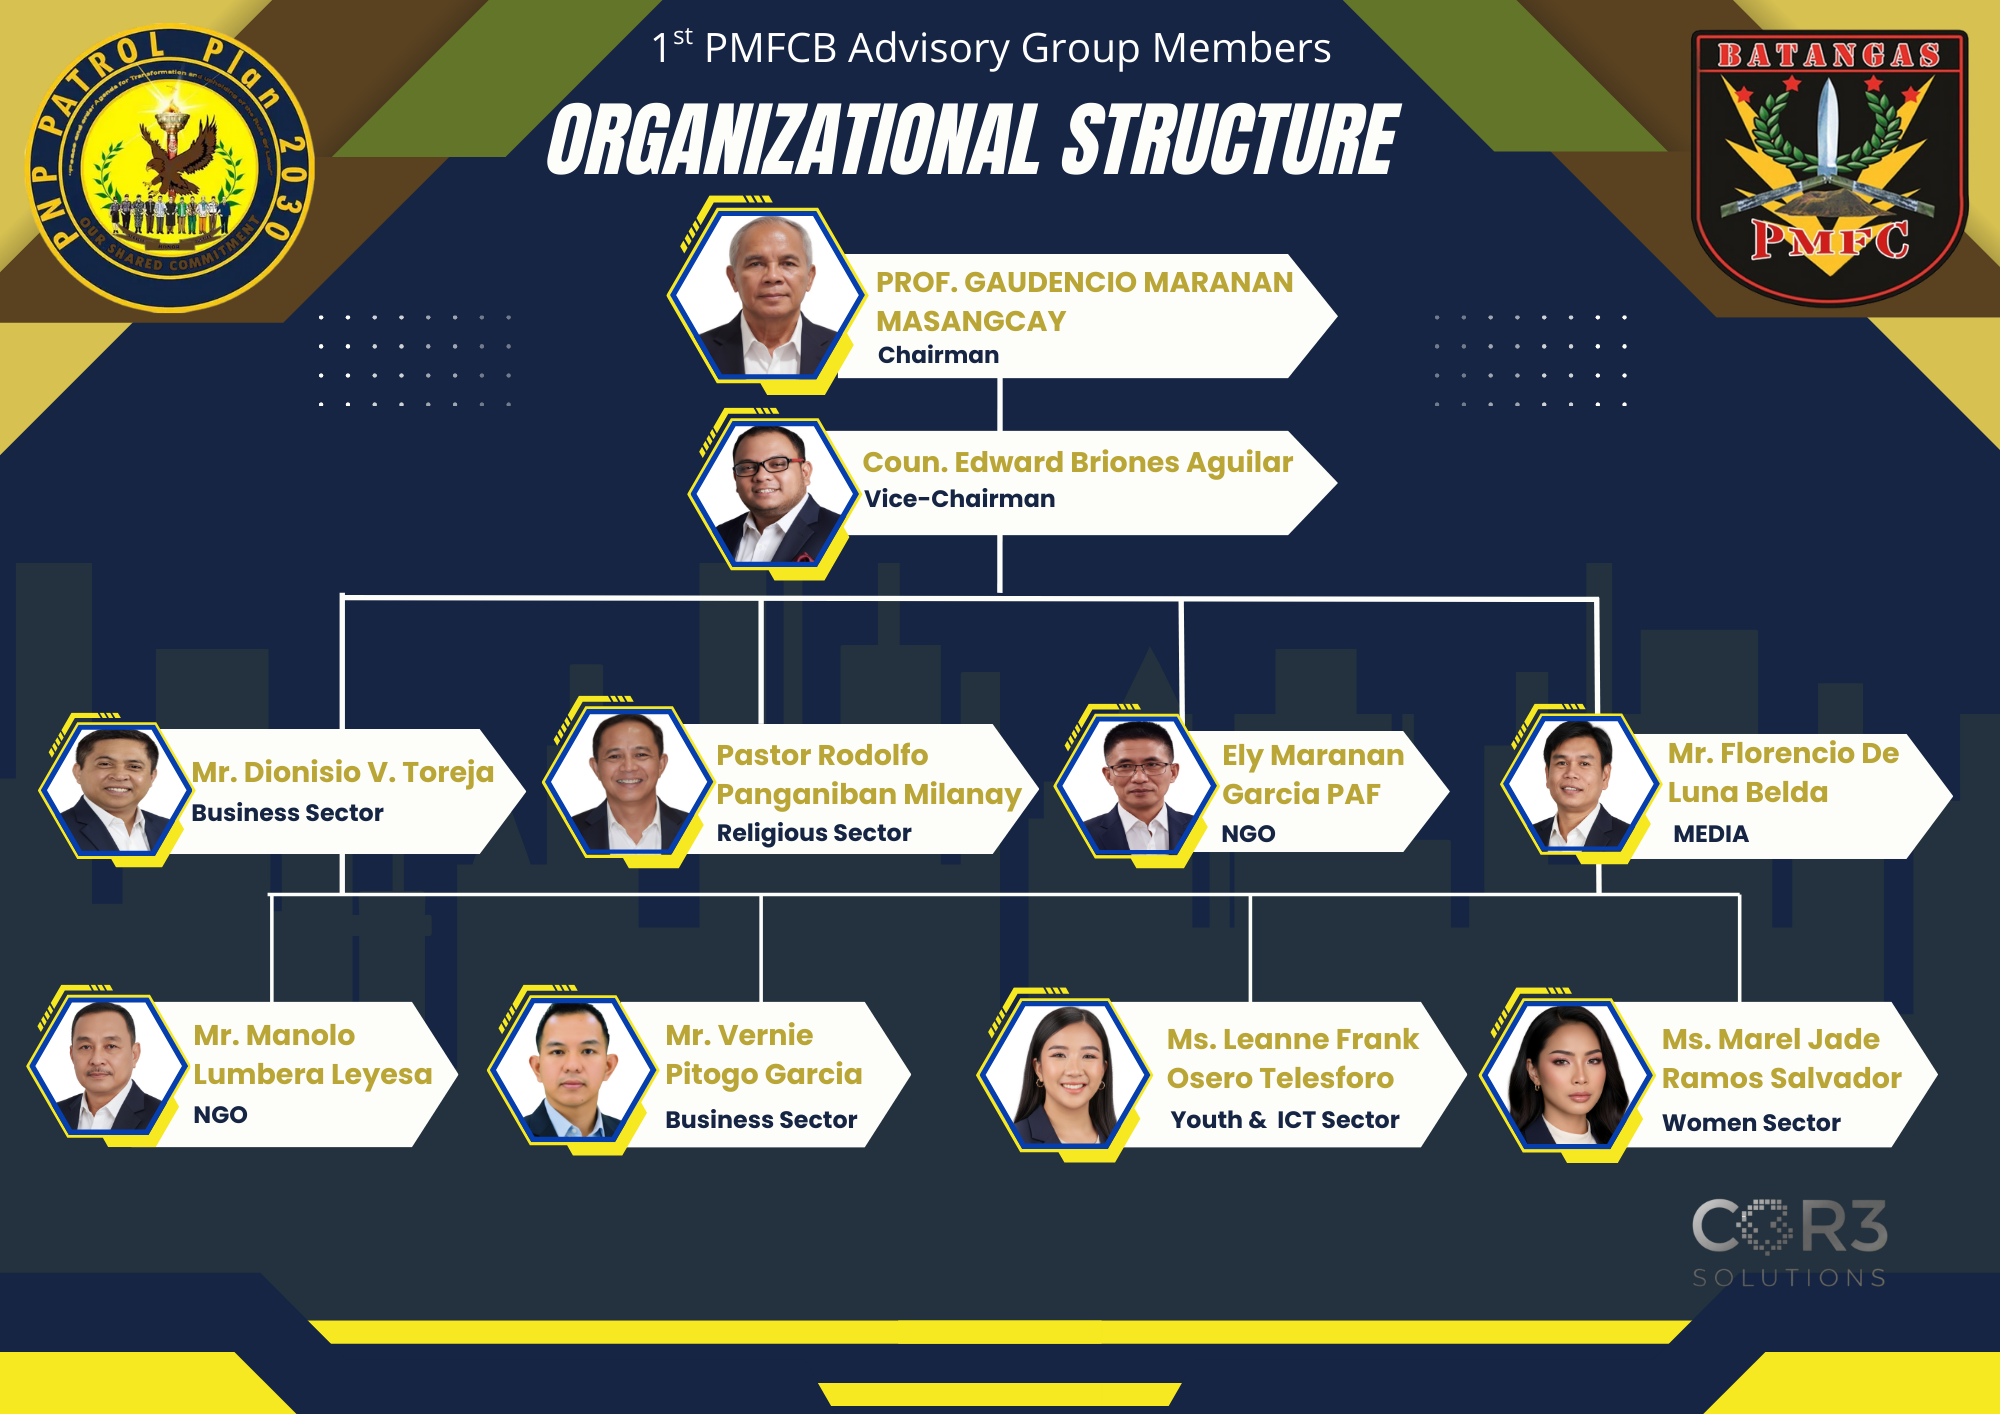 1st PMFCB Advisory Group Members
ORGANIZATIONAL STRUCTURE
PNP PATROL Plan 2030
OUR SHARED COMMITMENT
BATANGAS
PMFC
PROF. GAUDENCIO MARANAN
MASANGCAY
Chairman
Coun. Edward Briones Aguilar
Vice-Chairman
Mr. Dionisio V. Toreja
Business Sector
Pastor Rodolfo
Panganiban Milanay
Religious Sector
Ely Maranan
Garcia PAF
NGO
Mr. Florencio De
Luna Belda
MEDIA
Mr. Manolo
Lumbera Leyesa
NGO
Mr. Vernie
Pitogo Garcia
Business Sector
Ms. Leanne Frank
Osero Telesforo
Youth &  ICT Sector
Ms. Marel Jade
Ramos Salvador
Women Sector
COR3
SOLUTIONS